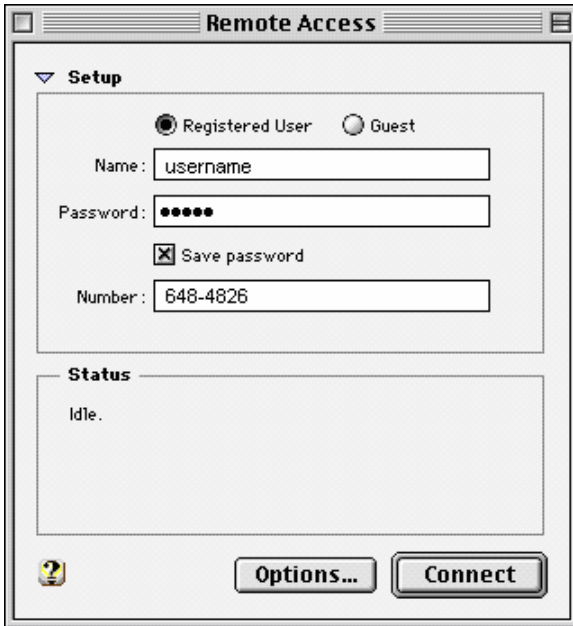 Remote Access
Setup
Registered User Guest
Name: username
Password: •••••
Save password
Number: 648-4826
Status
Idle.
? Options... Connect